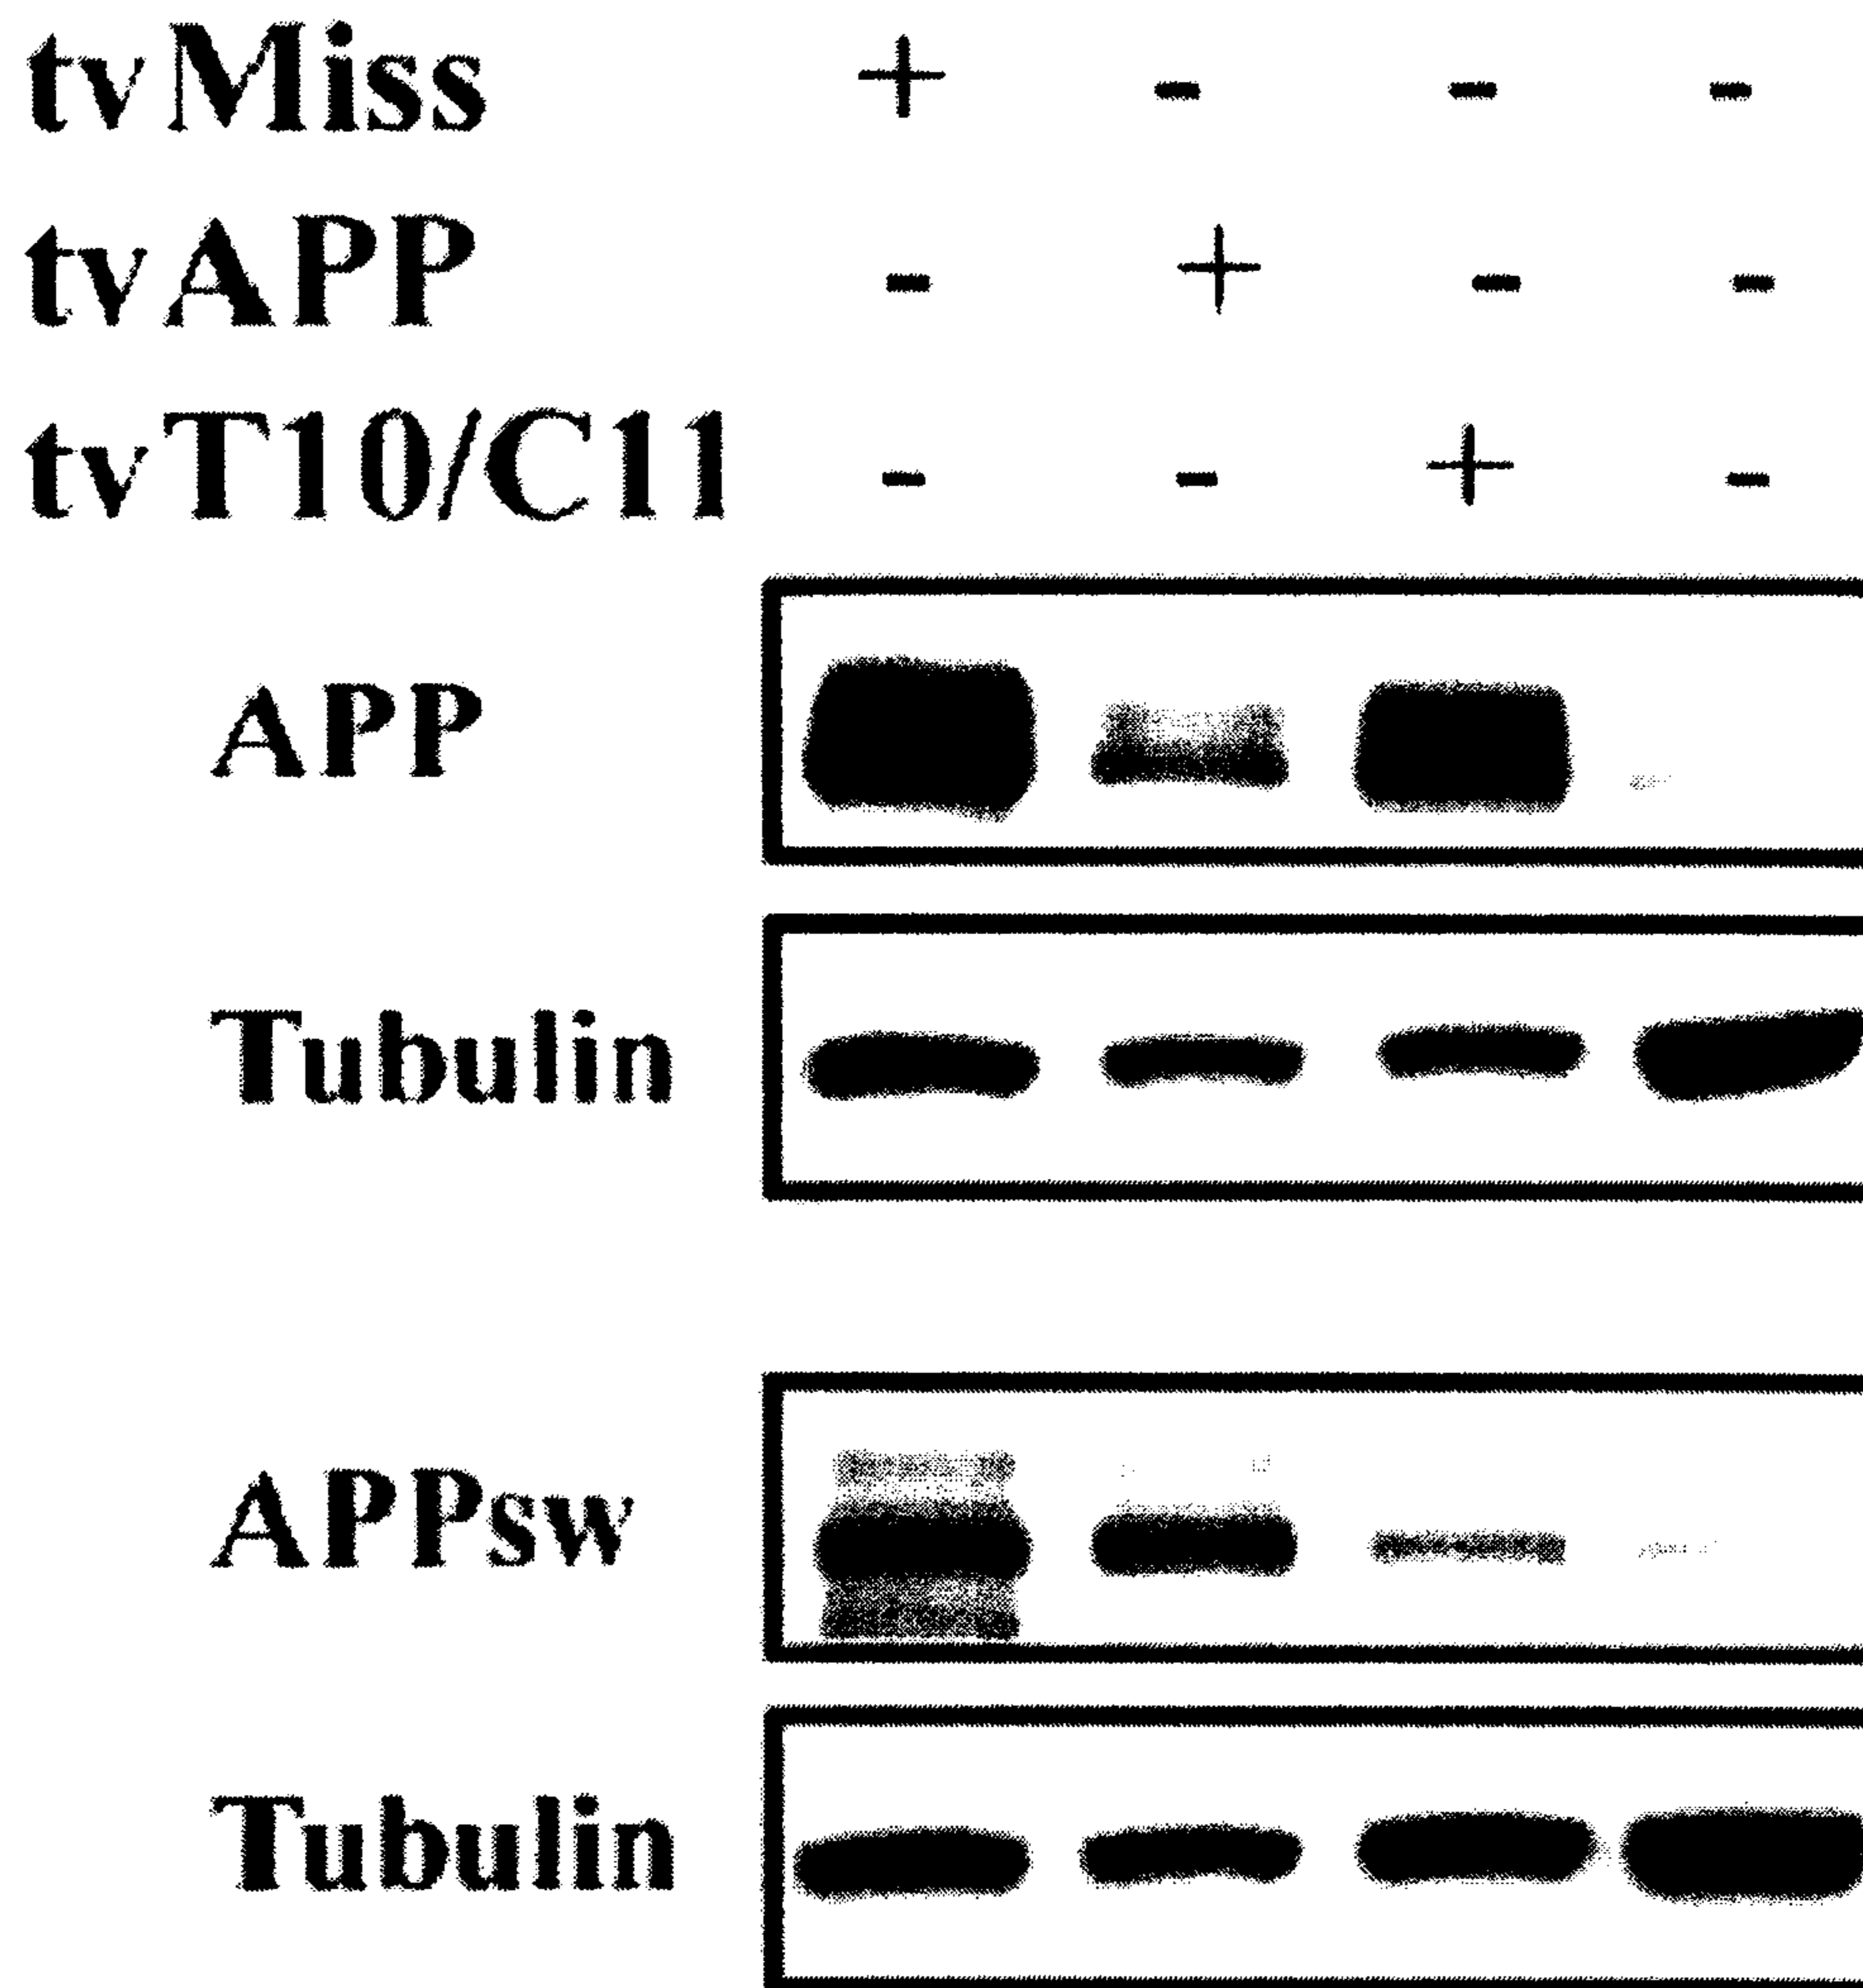 tvMiss + - - -
tvAPP - + - -
tvT10/C11 - - + -
APP
Tubulin
APPsw
Tubulin